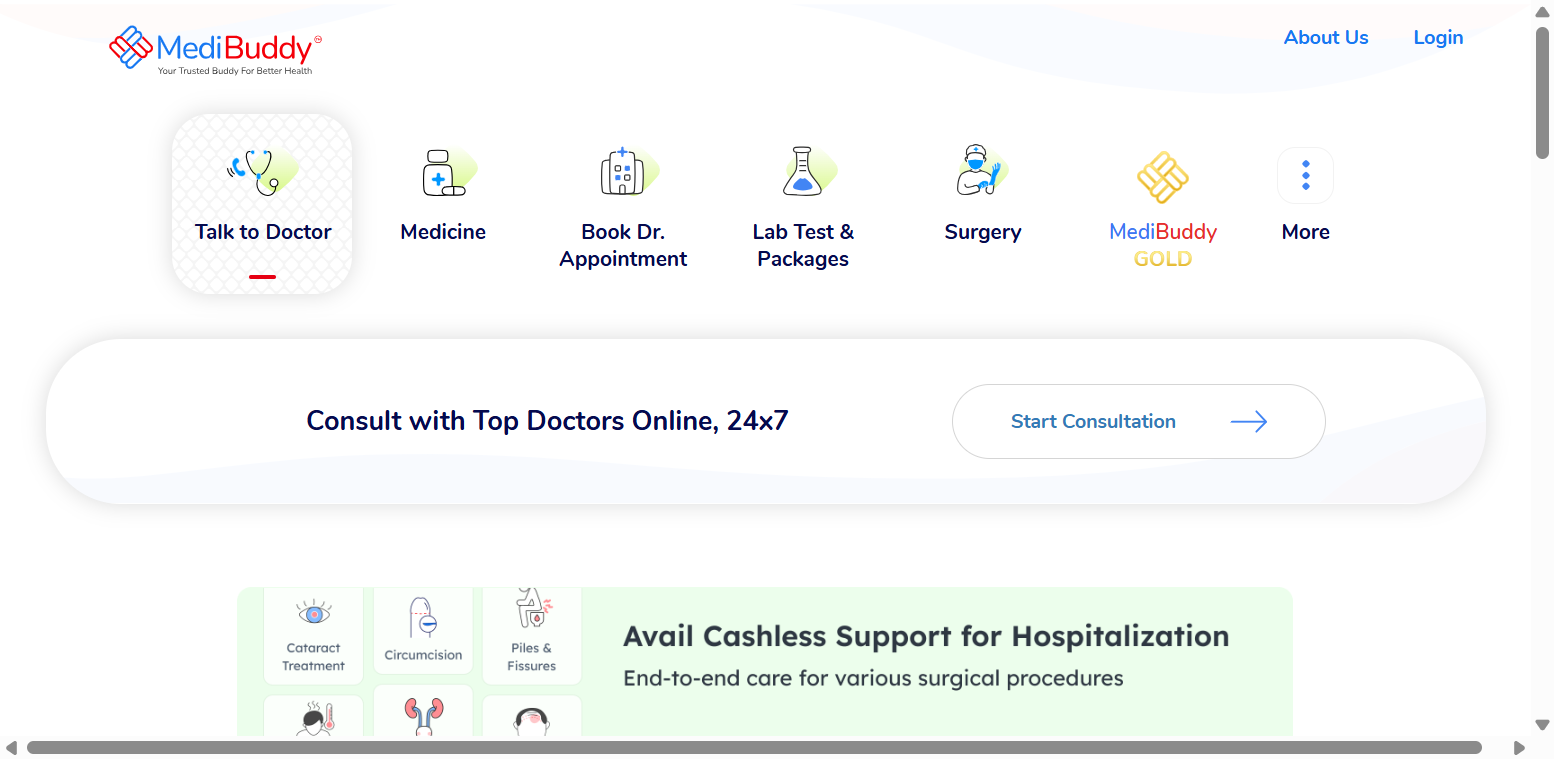 MediBuddy
Your Trusted Buddy For Better Health
About Us
Login
Talk to Doctor
Medicine
Book Dr.
Appointment
Lab Test &
Packages
Surgery
MediBuddy
GOLD
More
Consult with Top Doctors Online, 24x7
Start Consultation
Cataract
Treatment
Circumcision
Piles &
Fissures
Avail Cashless Support for Hospitalization
End-to-end care for various surgical procedures